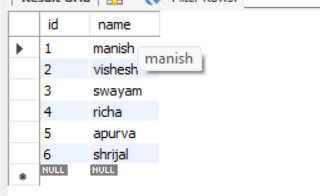 Result Grid Filter Rows:
id name
1 manish
manish
2 vishesh
3 swayam
4 richa
5 apurva
6 shrijal
NULL NULL